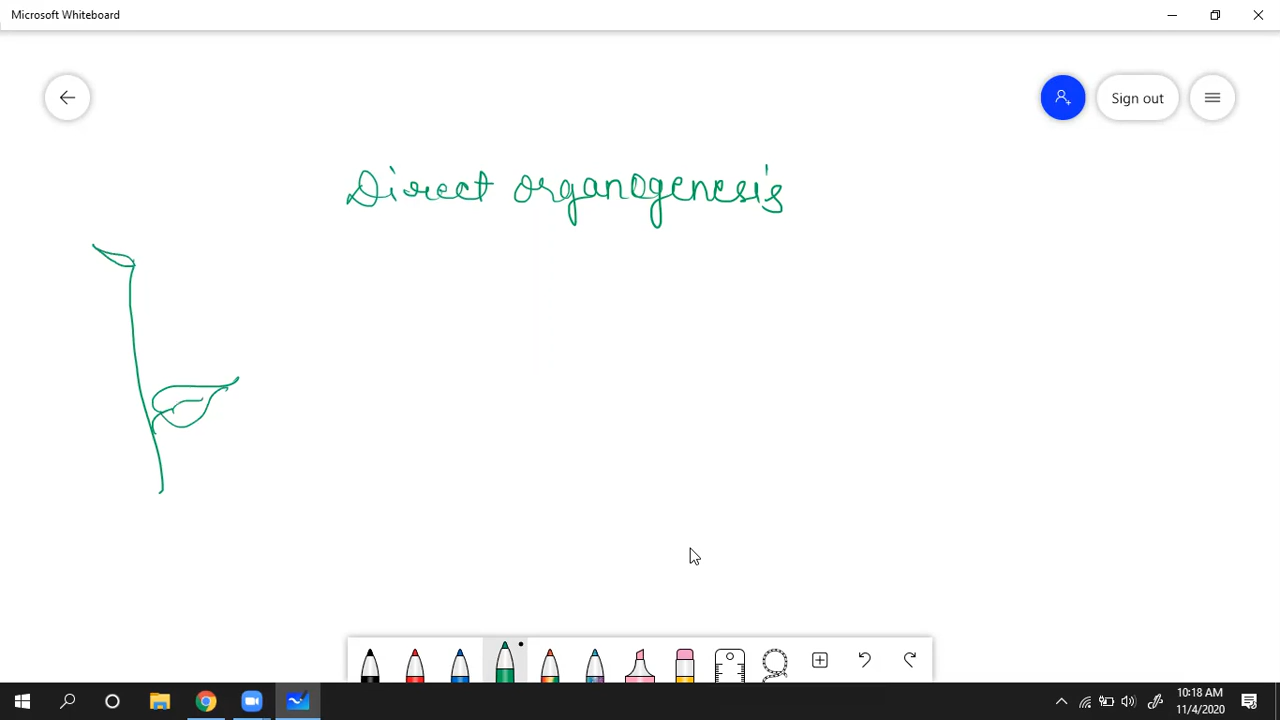 Microsoft Whiteboard
Sign out
Direct organogenesis
10:18 AM
11/4/2020